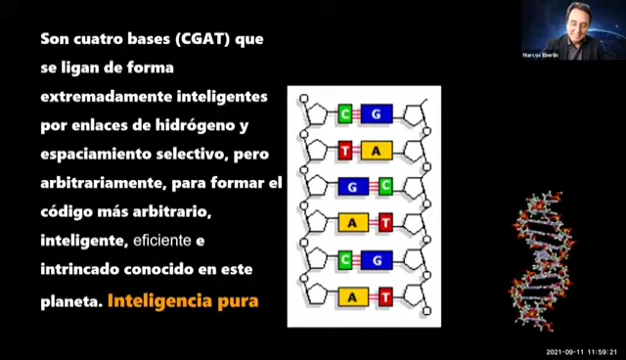 Son cuatro bases (CGAT) que
se ligan de forma
extremadamente inteligentes
por enlaces de hidrógeno y
espaciamiento selectivo, pero
arbitrariamente, para formar el
código más arbitrario,
inteligente, eficiente e
intrincado conocido en este
planeta. Inteligencia pura
C G
T A
G C
A T
C G
A T
Marcos Eberlin
2021-09-11 11:59:21